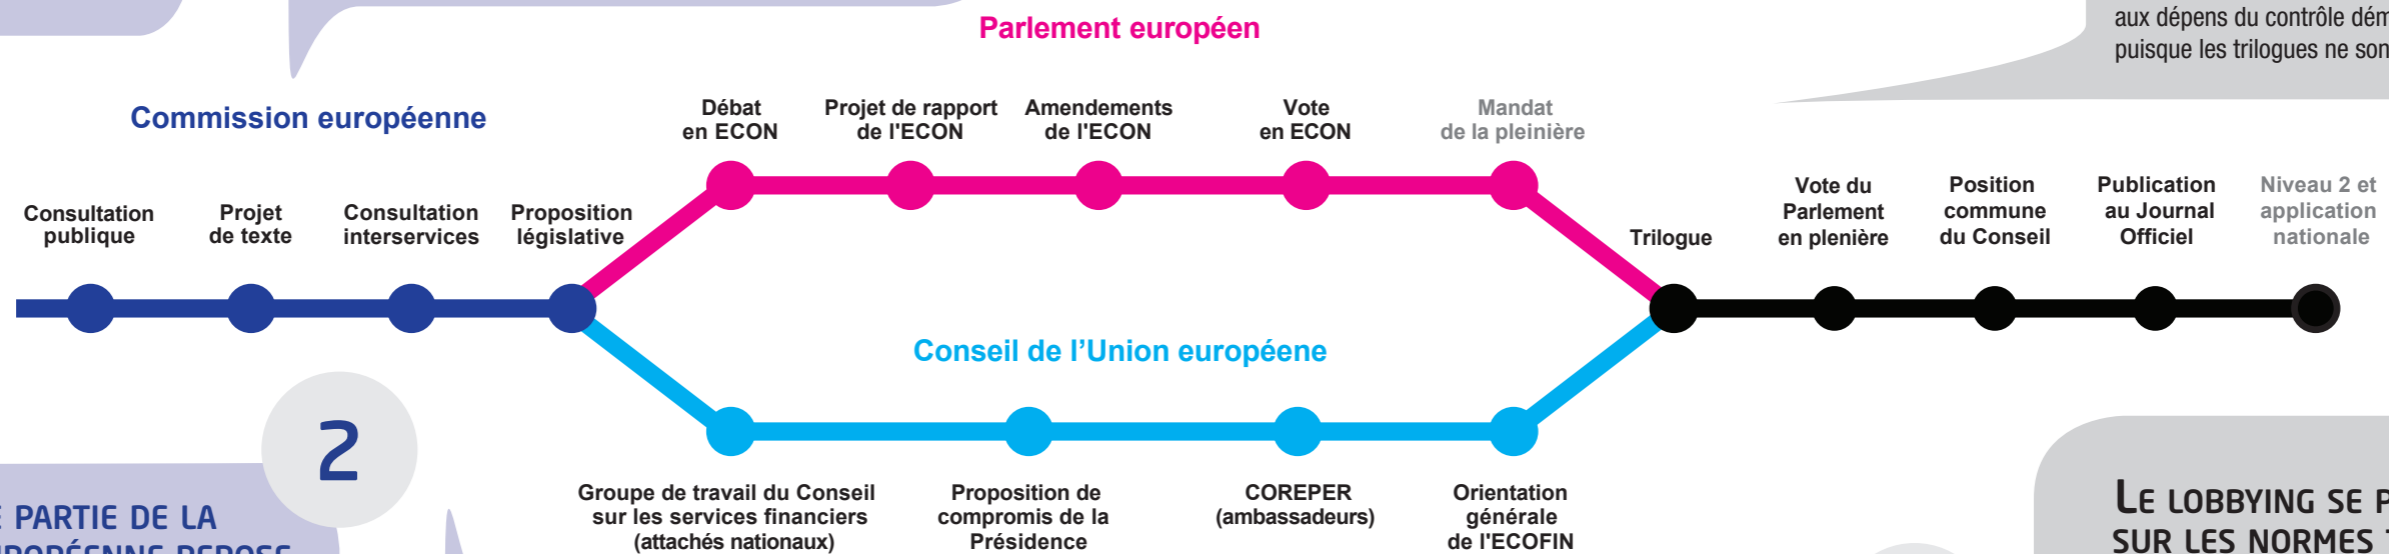 aux dépens du contrôle
puisque les trilogues ne
Parlement européen
Commission européenne
Débat
en ECON
Projet de rapport
de l'ECON
Amendements
de l'ECON
Vote
en ECON
Mandat
de la pleinière
Consultation
publique
Projet
de texte
Consultation
interservices
Proposition
législative
Trilogue
Vote du
Parlement
en plenière
Position
commune
du Conseil
Publication
au Journal
Officiel
Niveau 2 et
application
nationale
Conseil de l’Union européene
2
Groupe de travail du Conseil
sur les services financiers
(attachés nationaux)
Proposition de
compromis de la
Présidence
COREPER
(ambassadeurs)
Orientation
générale
de l'ECOFIN
PARTIE DE LA
REPOSE
LE LOBBYING SE
SUR LES NORMES